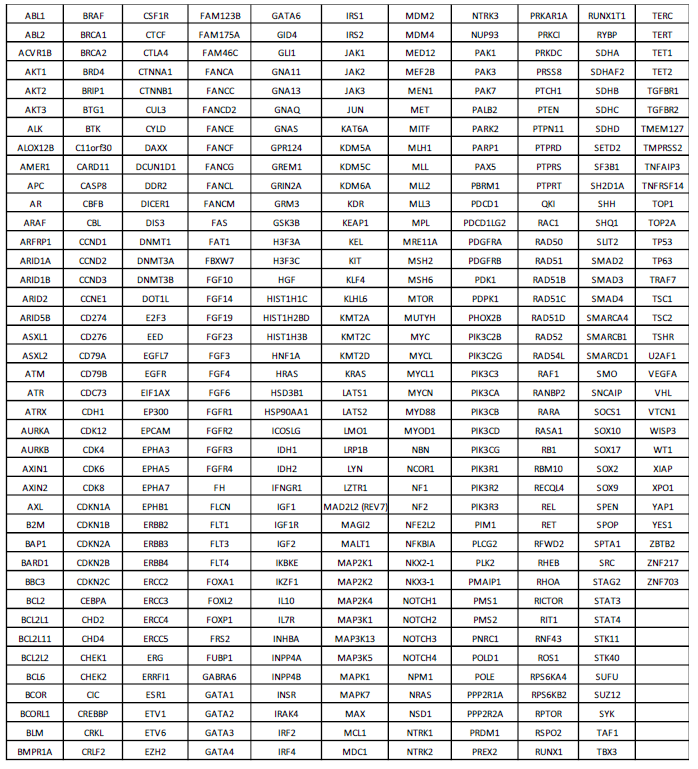 ABL1 BRAF CSF1R FAM123B GATA6 IRS1 MDM2 NTRK3 PRKAR1A RUNX1T1 TERC
ABL2 BRCA1 CTCF FAM175A GID4 IRS2 MDM4 NUP93 PRKCI RYBP TERT
ACVR1B BRCA2 CTLA4 FAM46C GLI1 JAK1 MED12 PAK1 PRKDC SDHA TET1
AKT1 BRD4 CTNNA1 FANCA GNA11 JAK2 MEF2B PAK3 PRSS8 SDHAF2 TET2
AKT2 BRIP1 CTNNB1 FANCC GNA13 JAK3 MEN1 PAK7 PTCH1 SDHB TGFBR1
AKT3 BTG1 CUL3 FANCD2 GNAQ JUN MET PALB2 PTEN SDHC TGFBR2
ALK BTK CYLD FANCE GNAS KAT6A MITF PARK2 PTPN11 SDHD TMEM127
ALOX12B C11orf30 DAXX FANCF GPR124 KDM5A MLH1 PARP1 PTPRD SETD2 TMPRSS2
AMER1 CARD11 DCUN1D1 FANCG GREM1 KDM5C MLL PAX5 PTPRS SF3B1 TNFAIP3
APC CASP8 DDR2 FANCL GRIN2A KDM6A MLL2 PBRM1 PTPRT SH2D1A TNFRSF14
AR CBFB DICER1 FANCM GRM3 KDR MLL3 PDCD1 QKI SHH TOP1
ARAF CBL DIS3 FAS GSK3B KEAP1 MPL PDCD1LG2 RAC1 SHQ1 TOP2A
ARFRP1 CCND1 DNMT1 FAT1 H3F3A KEL MRE11A PDGFRA RAD50 SLIT2 TP53
ARID1A CCND2 DNMT3A FBXW7 H3F3C KIT MSH2 PDGFRB RAD51 SMAD2 TP63
ARID1B CCND3 DNMT3B FGF10 HGF KLF4 MSH6 PDK1 RAD51B SMAD3 TRAF7
ARID2 CCNE1 DOT1L FGF14 HIST1H1C KLHL6 MTOR PDPK1 RAD51C SMAD4 TSC1
ARID5B CD274 E2F3 FGF19 HIST1H2BD KMT2A MUTYH PHOX2B RAD51D SMARCA4 TSC2
ASXL1 CD276 EED FGF23 HIST1H3B KMT2C MYC PIK3C2B RAD52 SMARCB1 TSHR
ASXL2 CD79A EGFL7 FGF3 HNF1A KMT2D MYCL PIK3C2G RAD54L SMARCD1 U2AF1
ATM CD79B EGFR FGF4 HRAS KRAS MYCL1 PIK3C3 RAF1 SMO VEGFA
ATR CDC73 EIF1AX FGF6 HSD3B1 LATS1 MYCN PIK3CA RANBP2 SNCAIP VHL
ATRX CDH1 EP300 FGFR1 HSP90AA1 LATS2 MYD88 PIK3CB RARA SOCS1 VTCN1
AURKA CDK12 EPCAM FGFR2 ICOSLG LMO1 MYOD1 PIK3CD RASA1 SOX10 WISP3
AURKB CDK4 EPHA3 FGFR3 IDH1 LRP1B NBN PIK3CG RB1 SOX17 WT1
AXIN1 CDK6 EPHA5 FGFR4 IDH2 LYN NCOR1 PIK3R1 RBM10 SOX2 XIAP
AXIN2 CDK8 EPHA7 FH IFNGR1 LZTR1 NF1 PIK3R2 RECQL4 SOX9 XPO1
AXL CDKN1A EPHB1 FLCN IGF1 MAD2L2 (REV7) NF2 PIK3R3 REL SPEN YAP1
B2M CDKN1B ERBB2 FLT1 IGF1R MAGI2 NFE2L2 PIM1 RET SPOP YES1
BAP1 CDKN2A ERBB3 FLT3 IGF2 MALT1 NFKBIA PLCG2 RFWD2 SPTA1 ZBTB2
BARD1 CDKN2B ERBB4 FLT4 IKBKE MAP2K1 NKX2-1 PLK2 RHEB SRC ZNF217
BBC3 CDKN2C ERCC2 FOXA1 IKZF1 MAP2K2 NKX3-1 PMAIP1 RHOA STAG2 ZNF703
BCL2 CEBPA ERCC3 FOXL2 IL10 MAP2K4 NOTCH1 PMS1 RICTOR STAT3
BCL2L1 CHD2 ERCC4 FOXP1 IL7R MAP3K1 NOTCH2 PMS2 RIT1 STAT4
BCL2L11 CHD4 ERCC5 FRS2 INHBA MAP3K13 NOTCH3 PNRC1 RNF43 STK11
BCL2L2 CHEK1 ERG FUBP1 INPP4A MAP3K5 NOTCH4 POLD1 ROS1 STK40
BCL6 CHEK2 ERRFI1 GABRA6 INPP4B MAPK1 NPM1 POLE RPS6KA4 SUFU
BCOR CIC ESR1 GATA1 INSR MAPK7 NRAS PPP2R1A RPS6KB2 SUZ12
BCORL1 CREBBP ETV1 GATA2 IRAK4 MAX NSD1 PPP2R2A RPTOR SYK
BLM CRKL ETV6 GATA3 IRF2 MCL1 NTRK1 PRDM1 RSPO2 TAF1
BMPR1A CRLF2 EZH2 GATA4 IRF4 MDC1 NTRK2 PREX2 RUNX1 TBX3